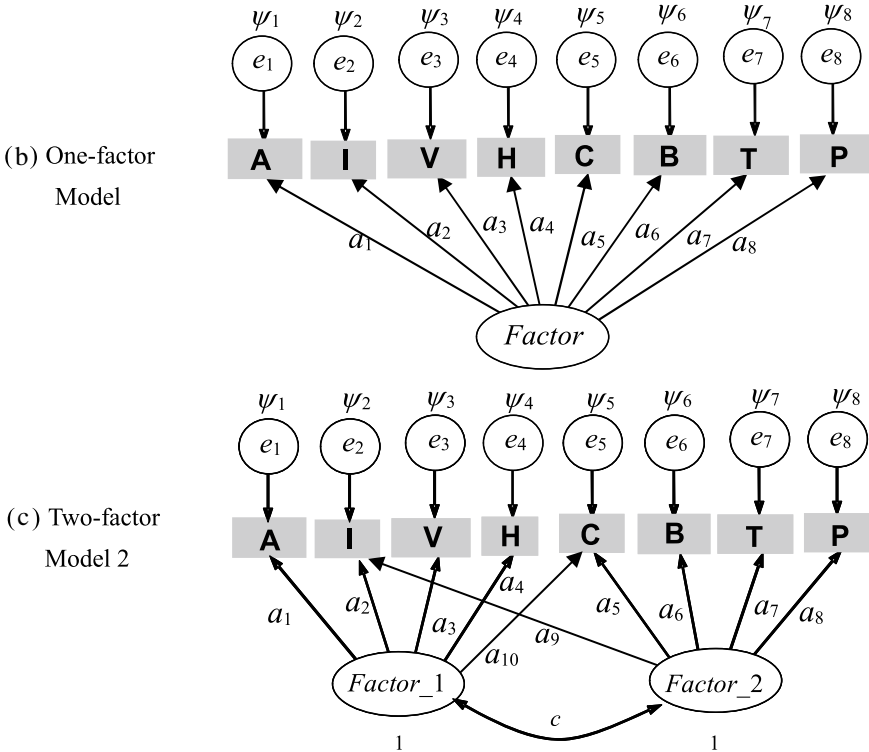 ψ1 ψ2 ψ3 ψ4 ψ5 ψ6 ψ7 ψ8
e1 e2 e3 e4 e5 e6 e7 e8
(b) One-factor
Model
A I V H C B T P
a1 a2 a3 a4 a5 a6 a7 a8
Factor
ψ1 ψ2 ψ3 ψ4 ψ5 ψ6 ψ7 ψ8
e1 e2 e3 e4 e5 e6 e7 e8
(c) Two-factor
Model 2
A I V H C B T P
a1 a2 a3 a4 a10 a9 a5 a6 a7 a8
Factor_1 Factor_2
c
1 1